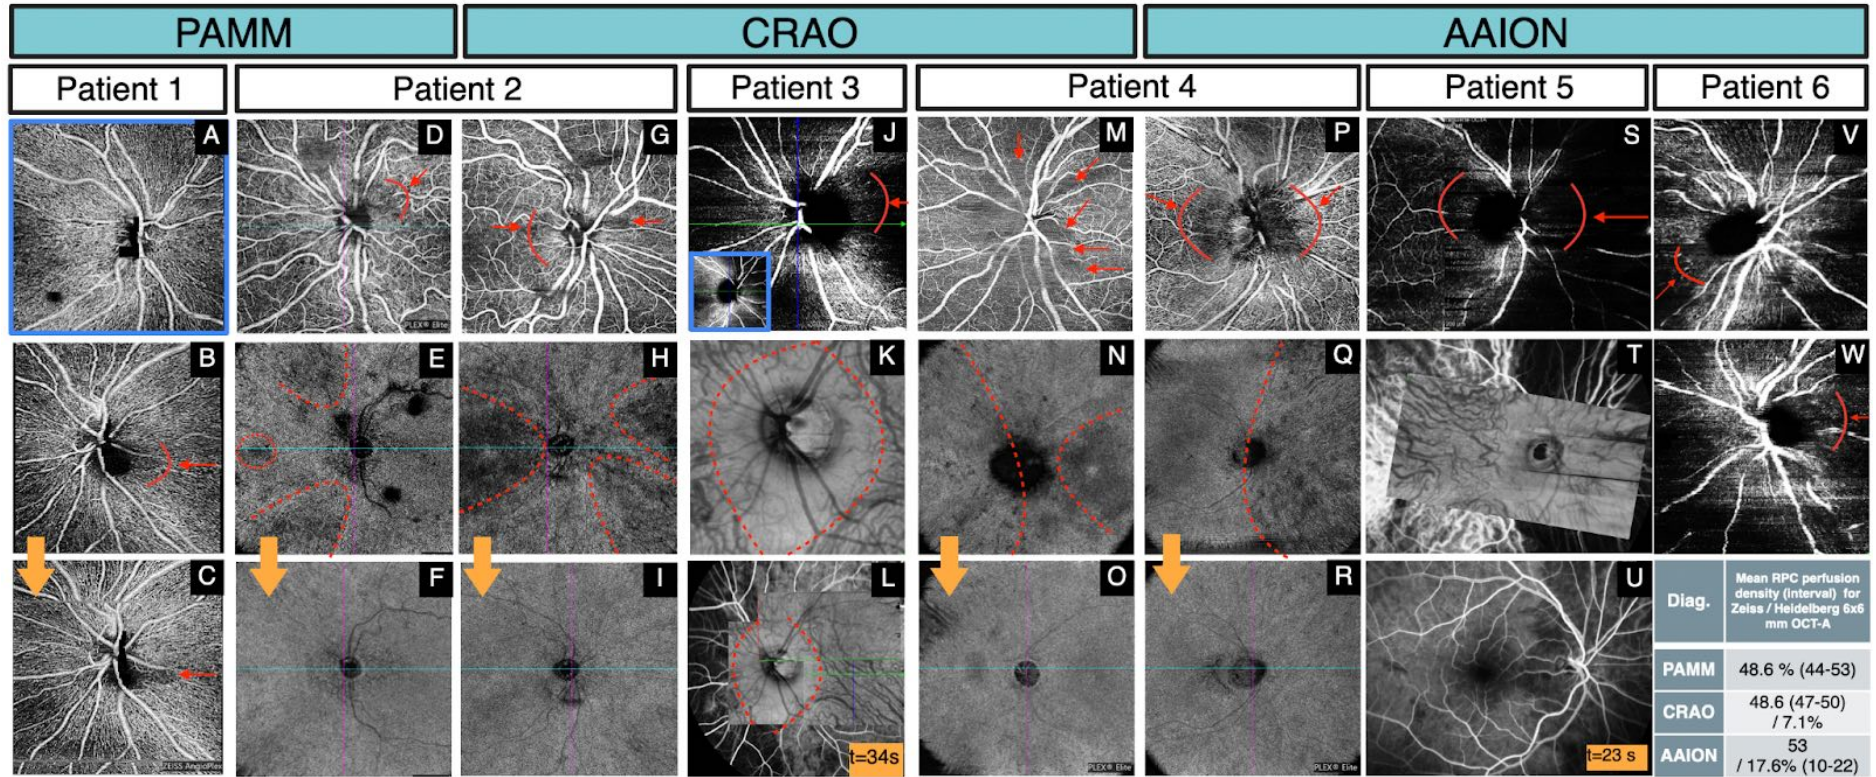 PAMM
CRAO
AAION
Patient 1
Patient 2
Patient 3
Patient 4
Patient 5
Patient 6
A
D
G
J
M
P
S
V
PLEX® Elite
B
E
H
K
N
Q
T
W
C
F
I
L
O
R
U
ZEISS AngioPlex
t=34s
PLEX® Elite
PLEX® Elite
t=23 s
Diag.
Mean RPC perfusion
density (interval) for
Zeiss / Heidelberg 6x6
mm OCT-A
PAMM
48.6 % (44-53)
CRAO
48.6 (47-50)
/ 7.1%
AAION
53
/ 17.6% (10-22)